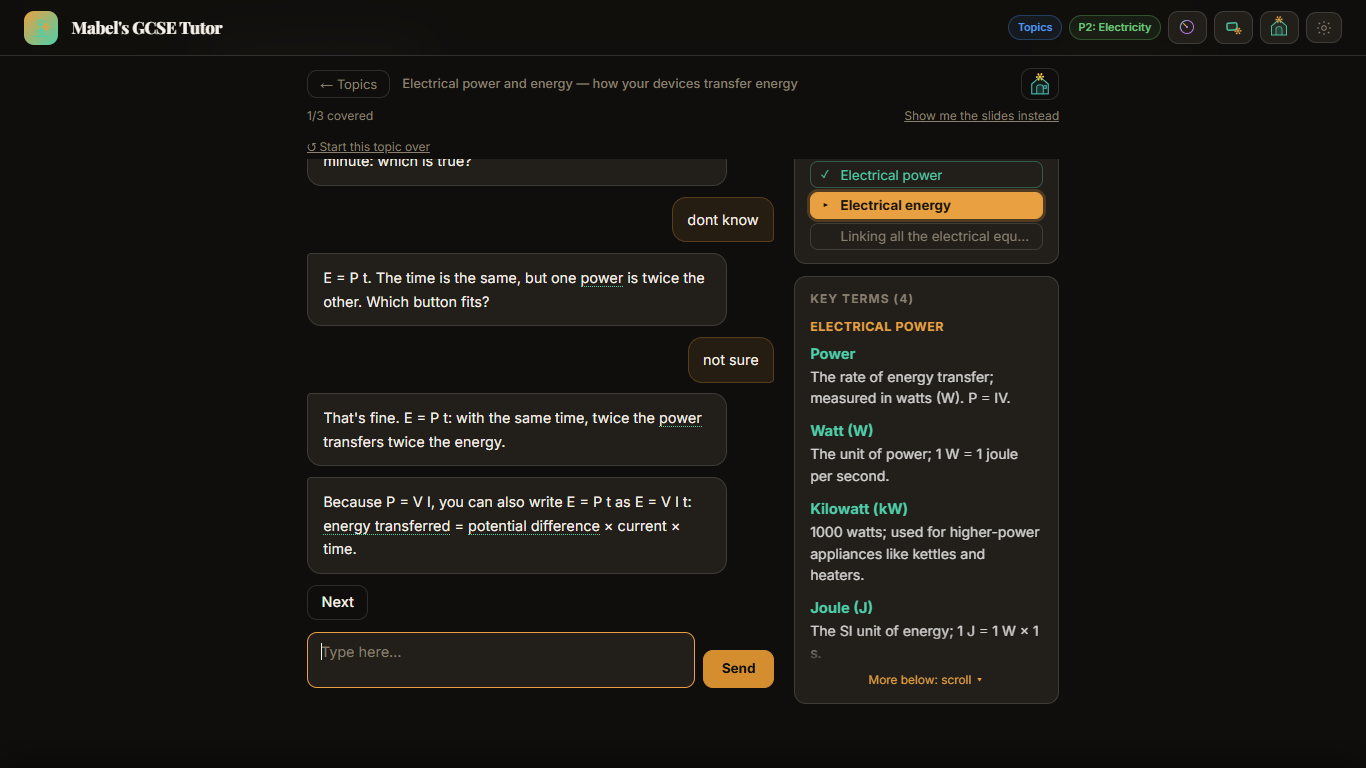 Mabel's GCSE Tutor
Topics
P2: Electricity
← Topics
Electrical power and energy — how your devices transfer energy
1/3 covered
Show me the slides instead
↺ Start this topic over
minute: which is true?
dont know
E = P t. The time is the same, but one power is twice the
other. Which button fits?
not sure
That's fine. E = P t: with the same time, twice the power
transfers twice the energy.
Because P = V I, you can also write E = P t as E = V I t:
energy transferred = potential difference × current ×
time.
Next
Type here...
Send
✓ Electrical power
▸ Electrical energy
Linking all the electrical equ...
KEY TERMS (4)
ELECTRICAL POWER
Power
The rate of energy transfer;
measured in watts (W). P = IV.
Watt (W)
The unit of power; 1 W = 1 joule
per second.
Kilowatt (kW)
1000 watts; used for higher-power
appliances like kettles and
heaters.
Joule (J)
The SI unit of energy; 1 J = 1 W × 1
s.
More below: scroll ▾